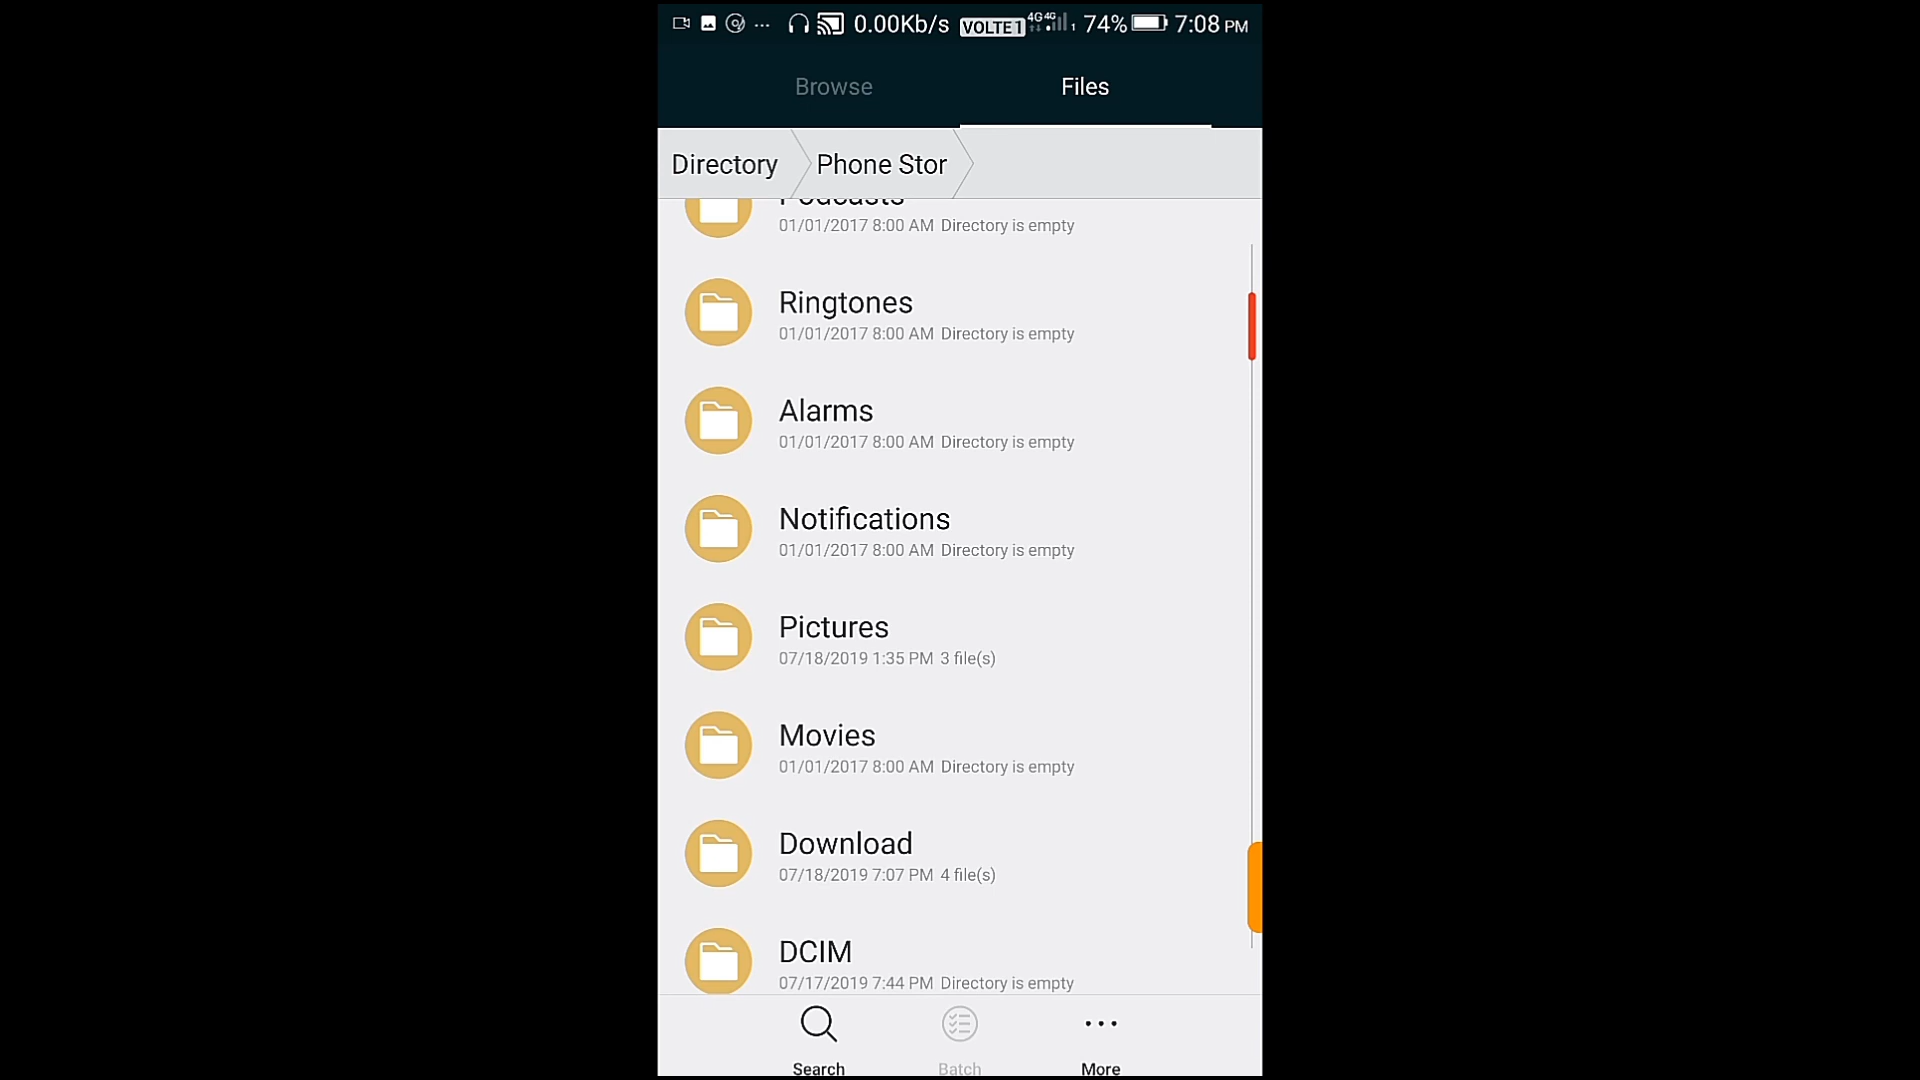 0.00Kb/s VOLTE 1 4G 4G 1 74% 7:08 PM
Browse Files
Directory Phone Stor
Podcasts
01/01/2017 8:00 AM Directory is empty
Ringtones
01/01/2017 8:00 AM Directory is empty
Alarms
01/01/2017 8:00 AM Directory is empty
Notifications
01/01/2017 8:00 AM Directory is empty
Pictures
07/18/2019 1:35 PM 3 file(s)
Movies
01/01/2017 8:00 AM Directory is empty
Download
07/18/2019 7:07 PM 4 file(s)
DCIM
07/17/2019 7:44 PM Directory is empty
Search Batch More